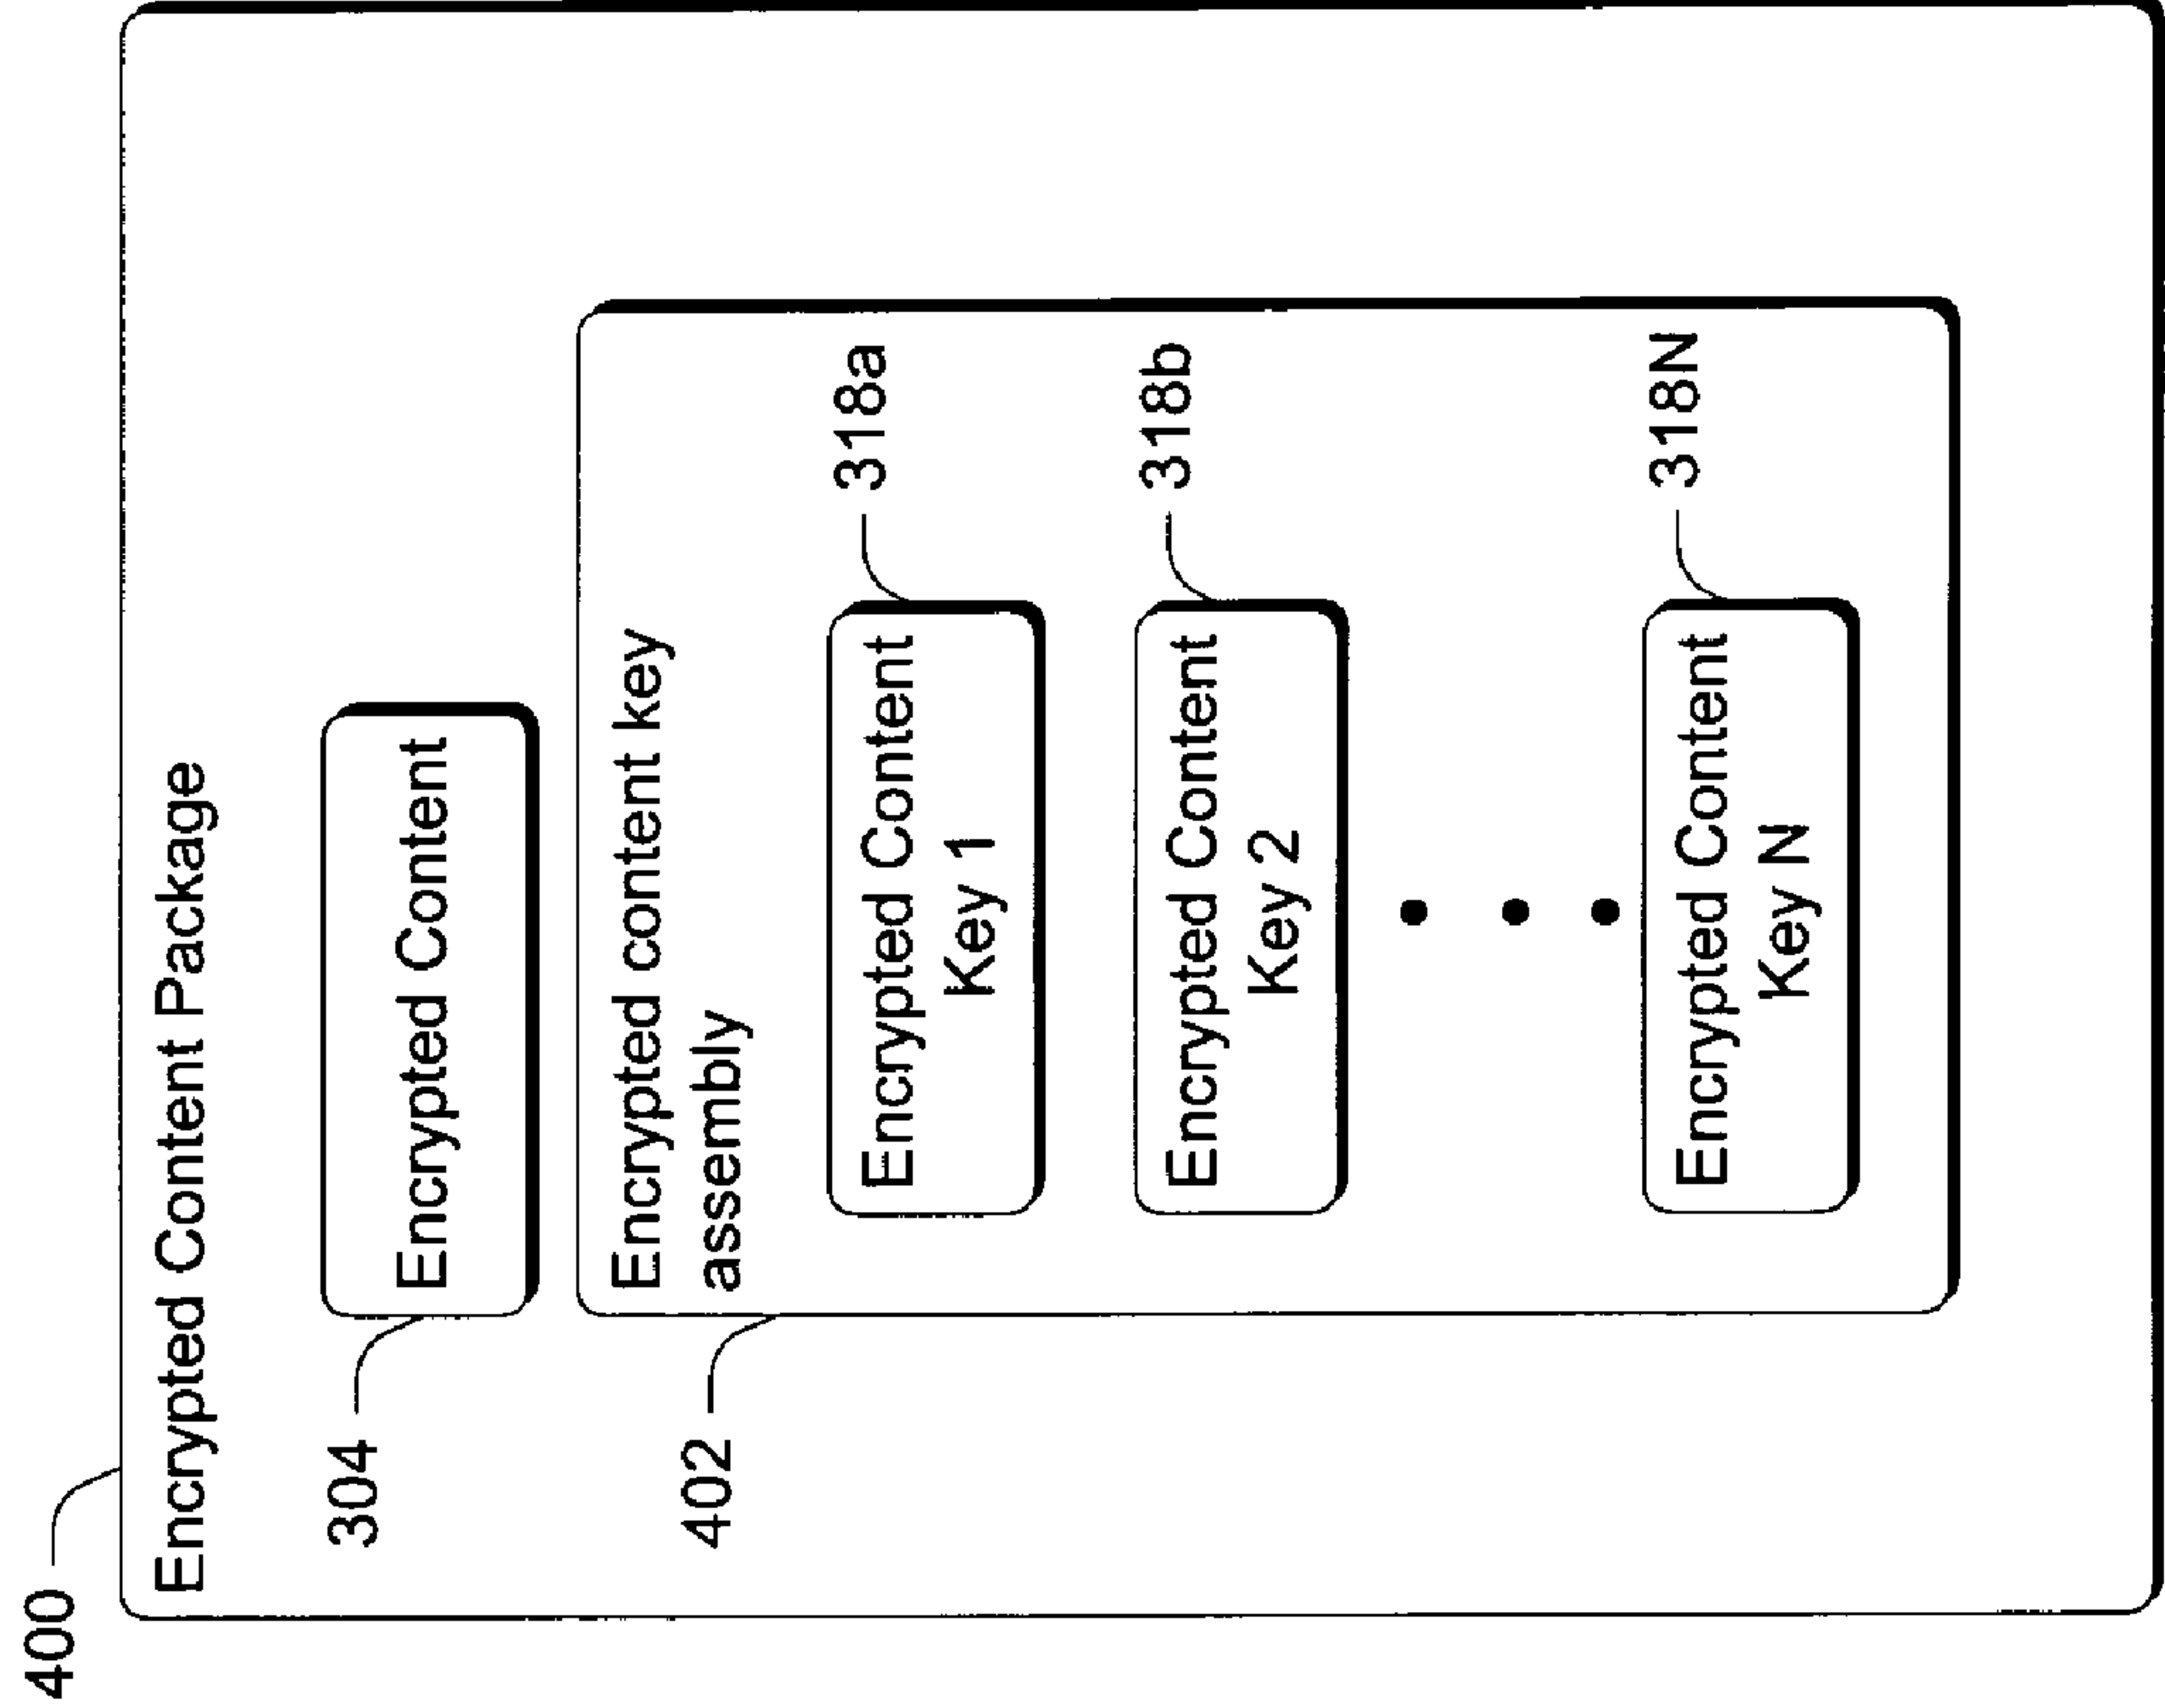 400
Encrypted Content Package
304
Encrypted Content
402
Encrypted content key
assembly
Encrypted Content
Key 1
318a
Encrypted Content
Key 2
318b
Encrypted Content
Key N
318N